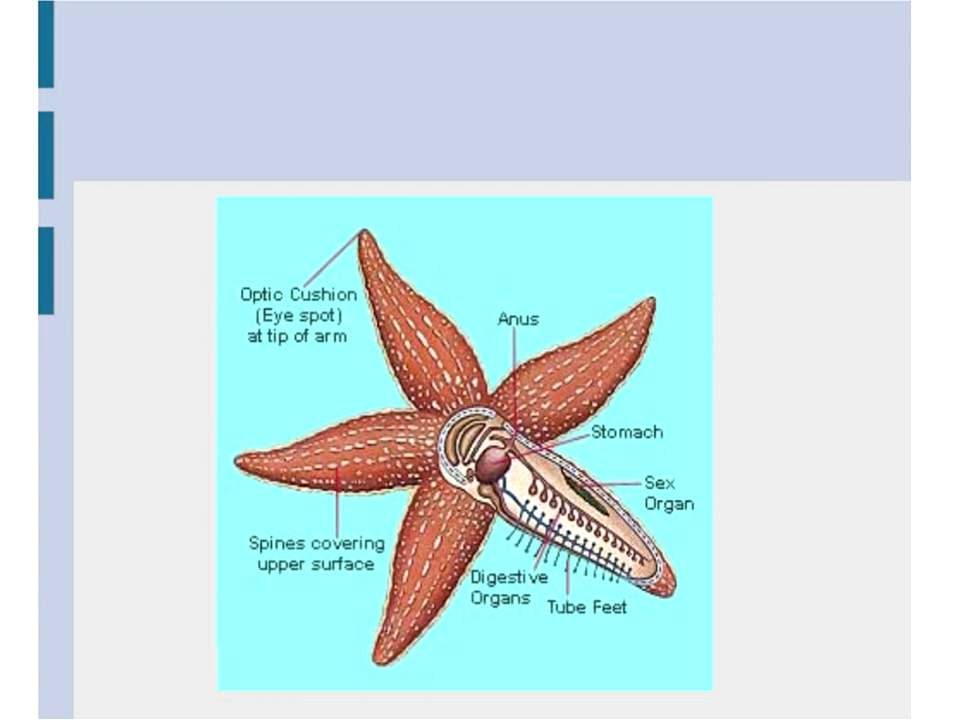 Optic Cushion
(Eye spot)
at tip of arm
Anus
Stomach
Sex
Organ
Spines covering
upper surface
Digestive
Organs
Tube Feet